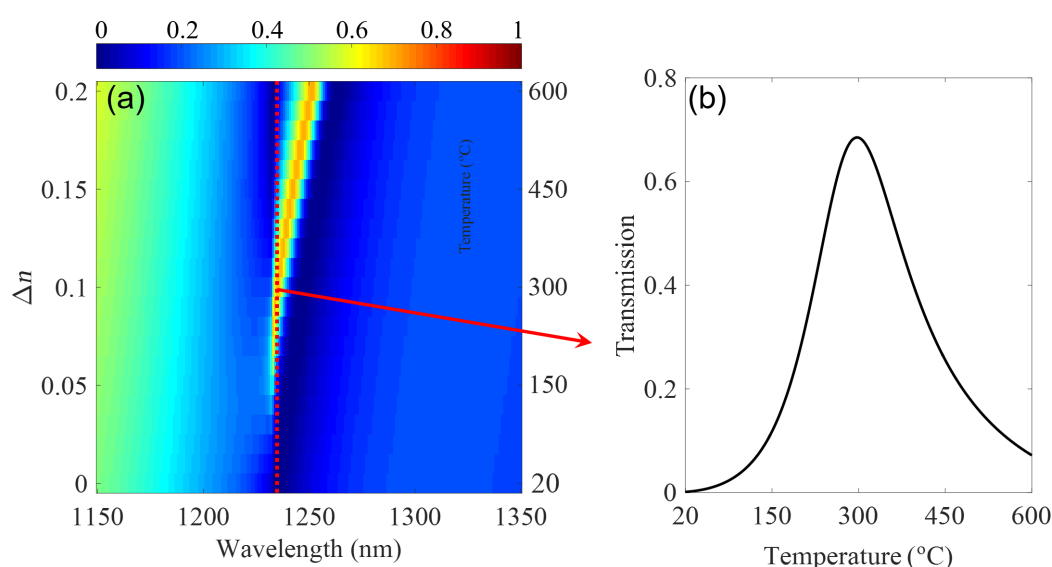 0 0.2 0.4 0.6 0.8 1
(a)
0.2
0.15
0.1
0.05
0
Δn
600
450
300
150
20
Temperature (°C)
1150 1200 1250 1300 1350
Wavelength (nm)
(b)
0.8
0.6
0.4
0.2
0
Transmission
20 150 300 450 600
Temperature (°C)